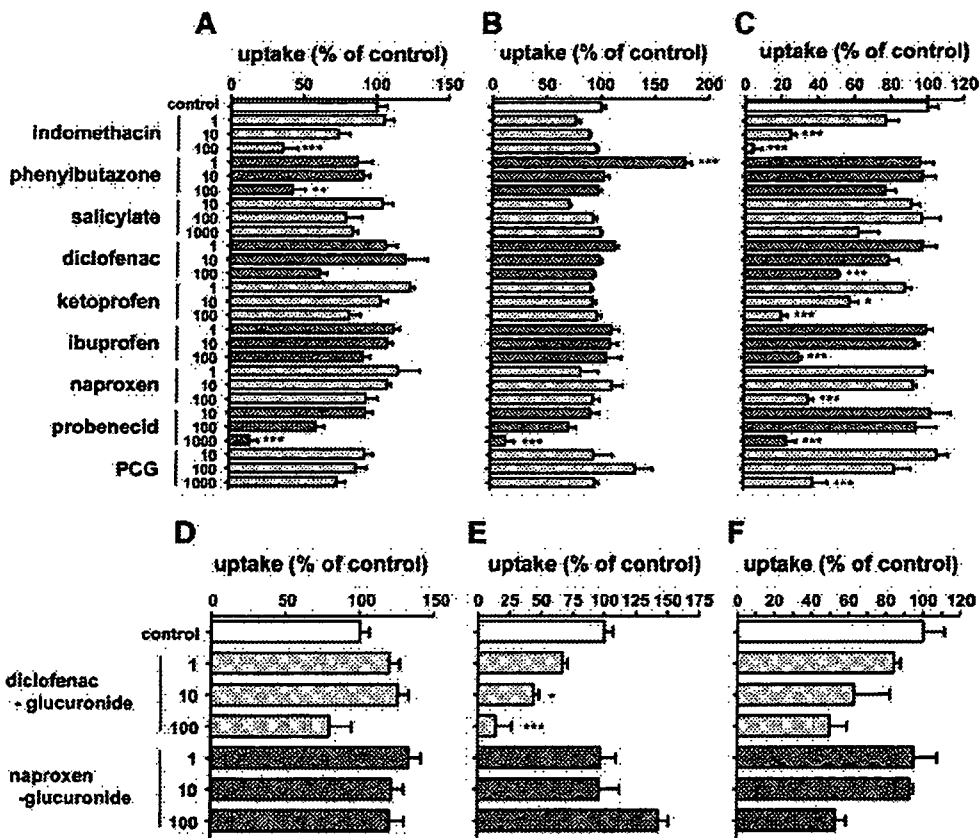 A B C
uptake (% of control) uptake (% of control) uptake (% of control)
0 50 100 150 0 50 100 150 200 0 20 40 60 80 100 120
control
indomethacin 1
10
100 *** *** ***
phenylbutazone 1 ***
10
100 **
salicylate 10
100
1000
diclofenac 1
10
100 ***
ketoprofen 1
10 *
100 ***
ibuprofen 1
10
100 ***
naproxen 1
10
100 ***
probenecid 10
100
1000 *** *** ***
PCG 10
100
1000 ***
D E F
uptake (% of control) uptake (% of control) uptake (% of control)
0 50 100 150 0 25 50 75 100 125 175 0 20 40 60 80 100 120
control
diclofenac
-glucuronide
1
10 *
100 ***
naproxen
-glucuronide
1
10
100